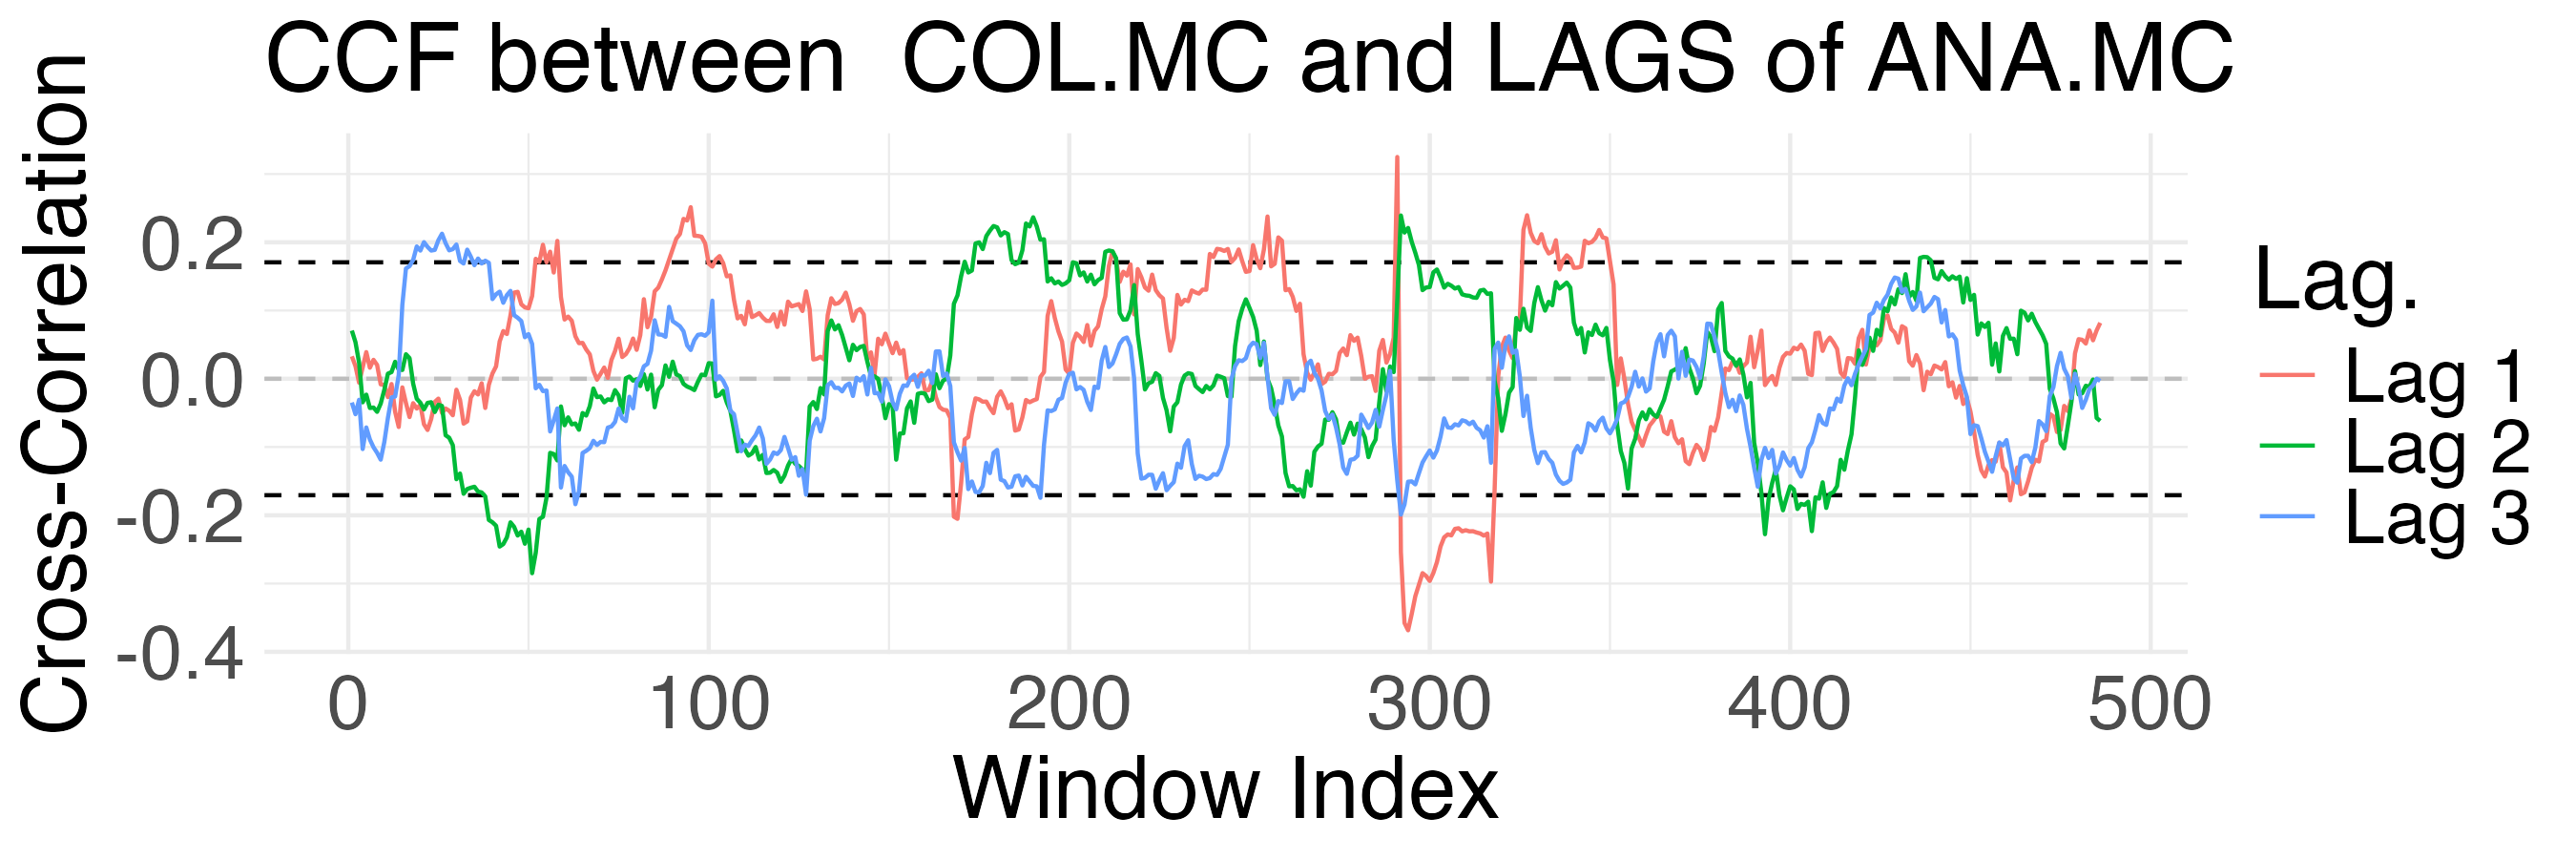 CCF between  COL.MC and LAGS of ANA.MC
Cross-Correlation
0.2
0.0
-0.2
-0.4
0 100 200 300 400 500
Window Index
Lag.
Lag 1
Lag 2
Lag 3